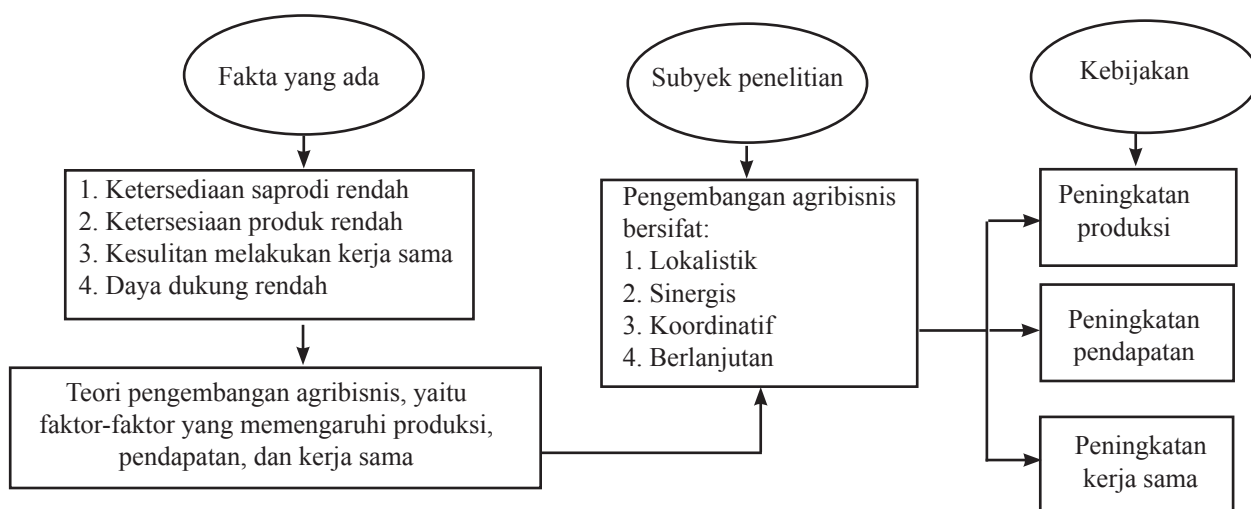 Fakta yang ada
1. Ketersediaan saprodi rendah
2. Ketersesiaan produk rendah
3. Kesulitan melakukan kerja sama
4. Daya dukung rendah
Teori pengembangan agribisnis, yaitu
faktor-faktor yang memengaruhi produksi,
pendapatan, dan kerja sama
Subyek penelitian
Pengembangan agribisnis
bersifat:
1. Lokalistik
2. Sinergis
3. Koordinatif
4. Berlanjutan
Kebijakan
Peningkatan
produksi
Peningkatan
pendapatan
Peningkatan
kerja sama